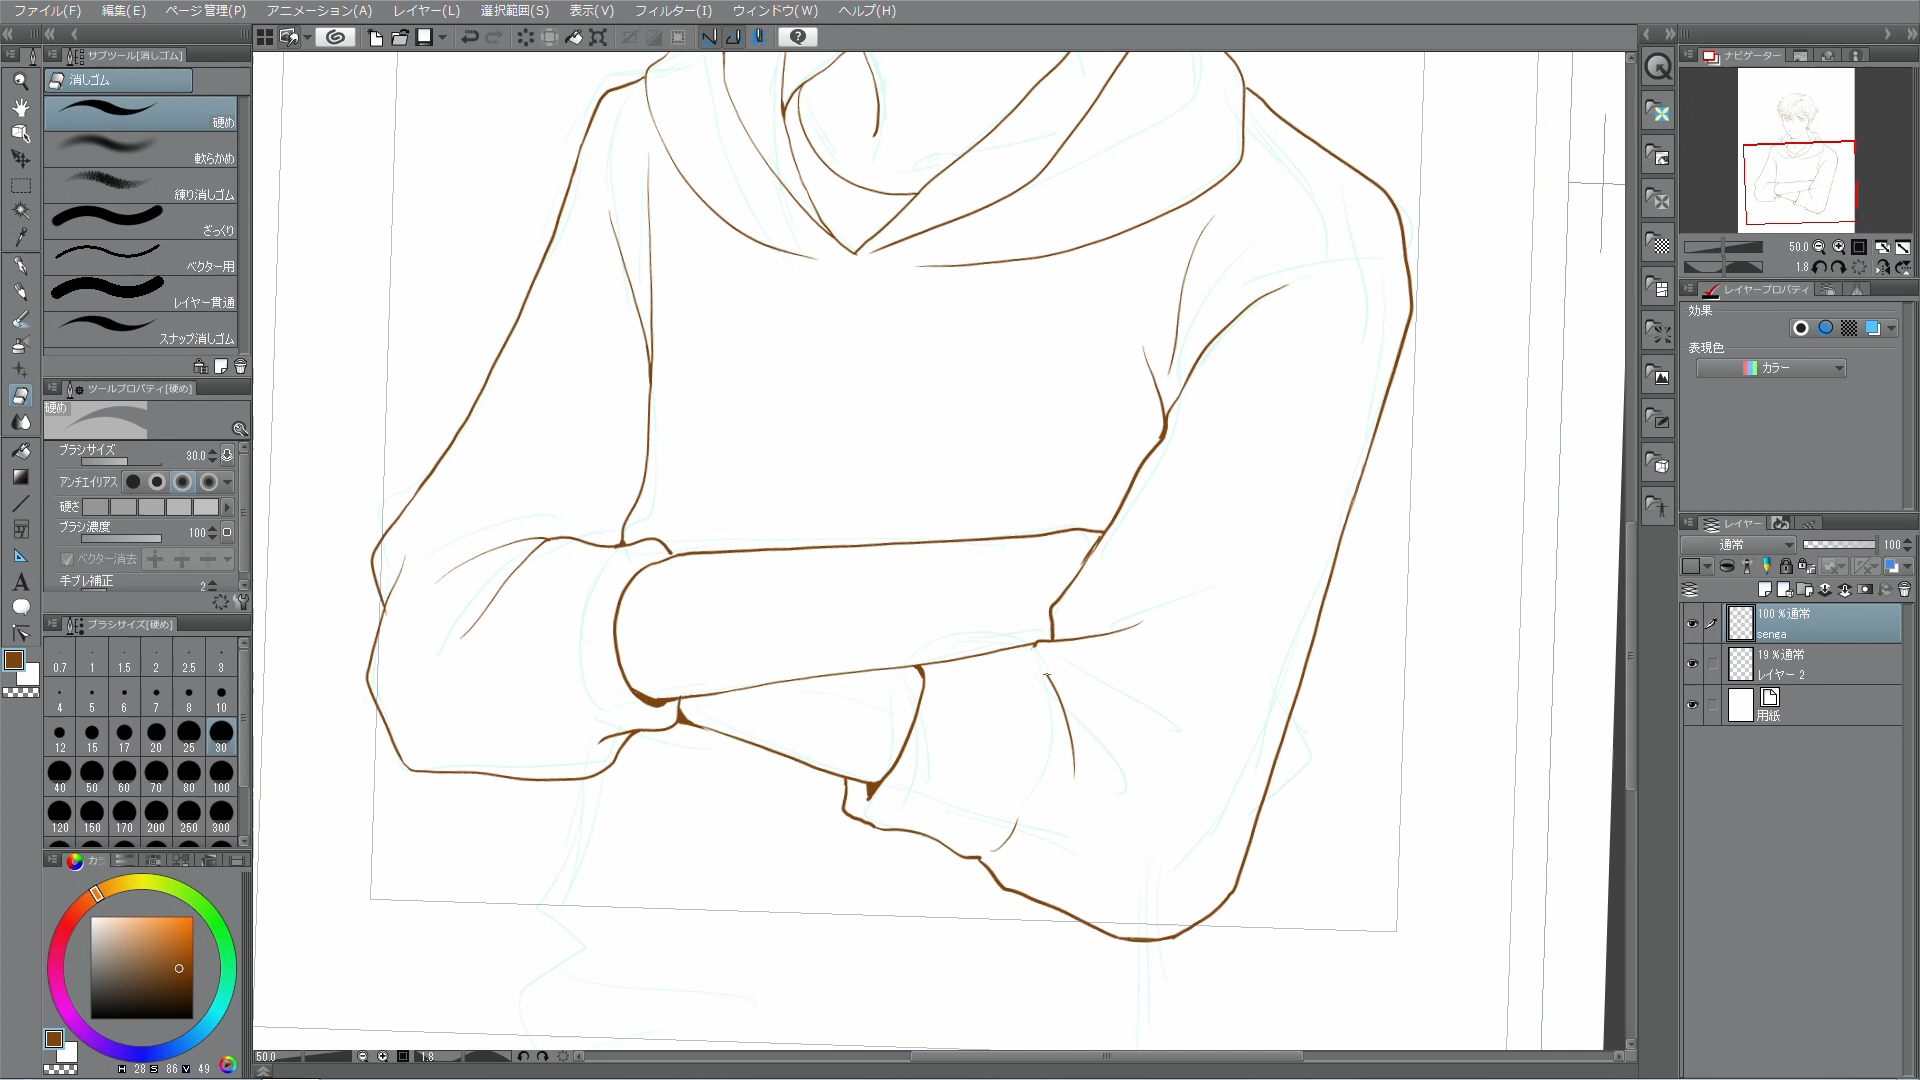 ファイル(F) 編集(E) ページ管理(P) アニメーション(A) レイヤー(L) 選択範囲(S) 表示(V) フィルター(I) ウィンドウ(W) ヘルプ(H)
サブツール[消しゴム]
消しゴム
硬め
軟らかめ
練り消しゴム
ざっくり
ベクター用
レイヤー貫通
スナップ消しゴム
ツールプロパティ[硬め]
硬め
ブラシサイズ 30.0
アンチエイリアス
硬さ
ブラシ濃度 100
ベクター消去
手ブレ補正 2
ブラシサイズ[硬め]
0.7 1 1.5 2 2.5 3
4 5 6 7 8 10
12 15 17 20 25 30
40 50 60 70 80 100
120 150 170 200 250 300
カラ
H 28 S 86 V 49
50.0 1.8
ナビゲーター
50.0
1.8
レイヤープロパティ
効果
表現色
カラー
レイヤー
通常 100
100 %通常
senga
19 %通常
レイヤー 2
用紙